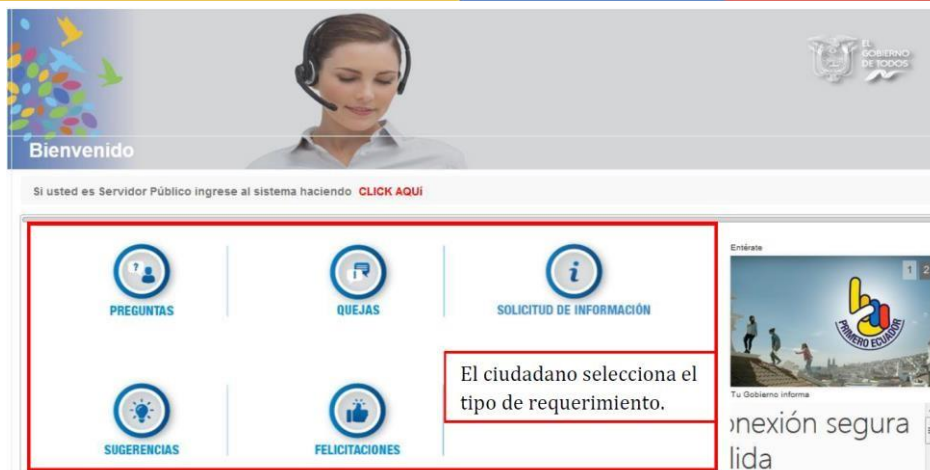 EL
GOBIERNO
DE TODOS
Bienvenido
Si usted es Servidor Público ingrese al sistema haciendo CLICK AQUí
PREGUNTAS
QUEJAS
SOLICITUD DE INFORMACIÓN
El ciudadano selecciona el
tipo de requerimiento.
SUGERENCIAS
FELICITACIONES
Entérate
1 2
PRIMERO ECUADOR
Tu Gobierno informa
onexión segura
lida